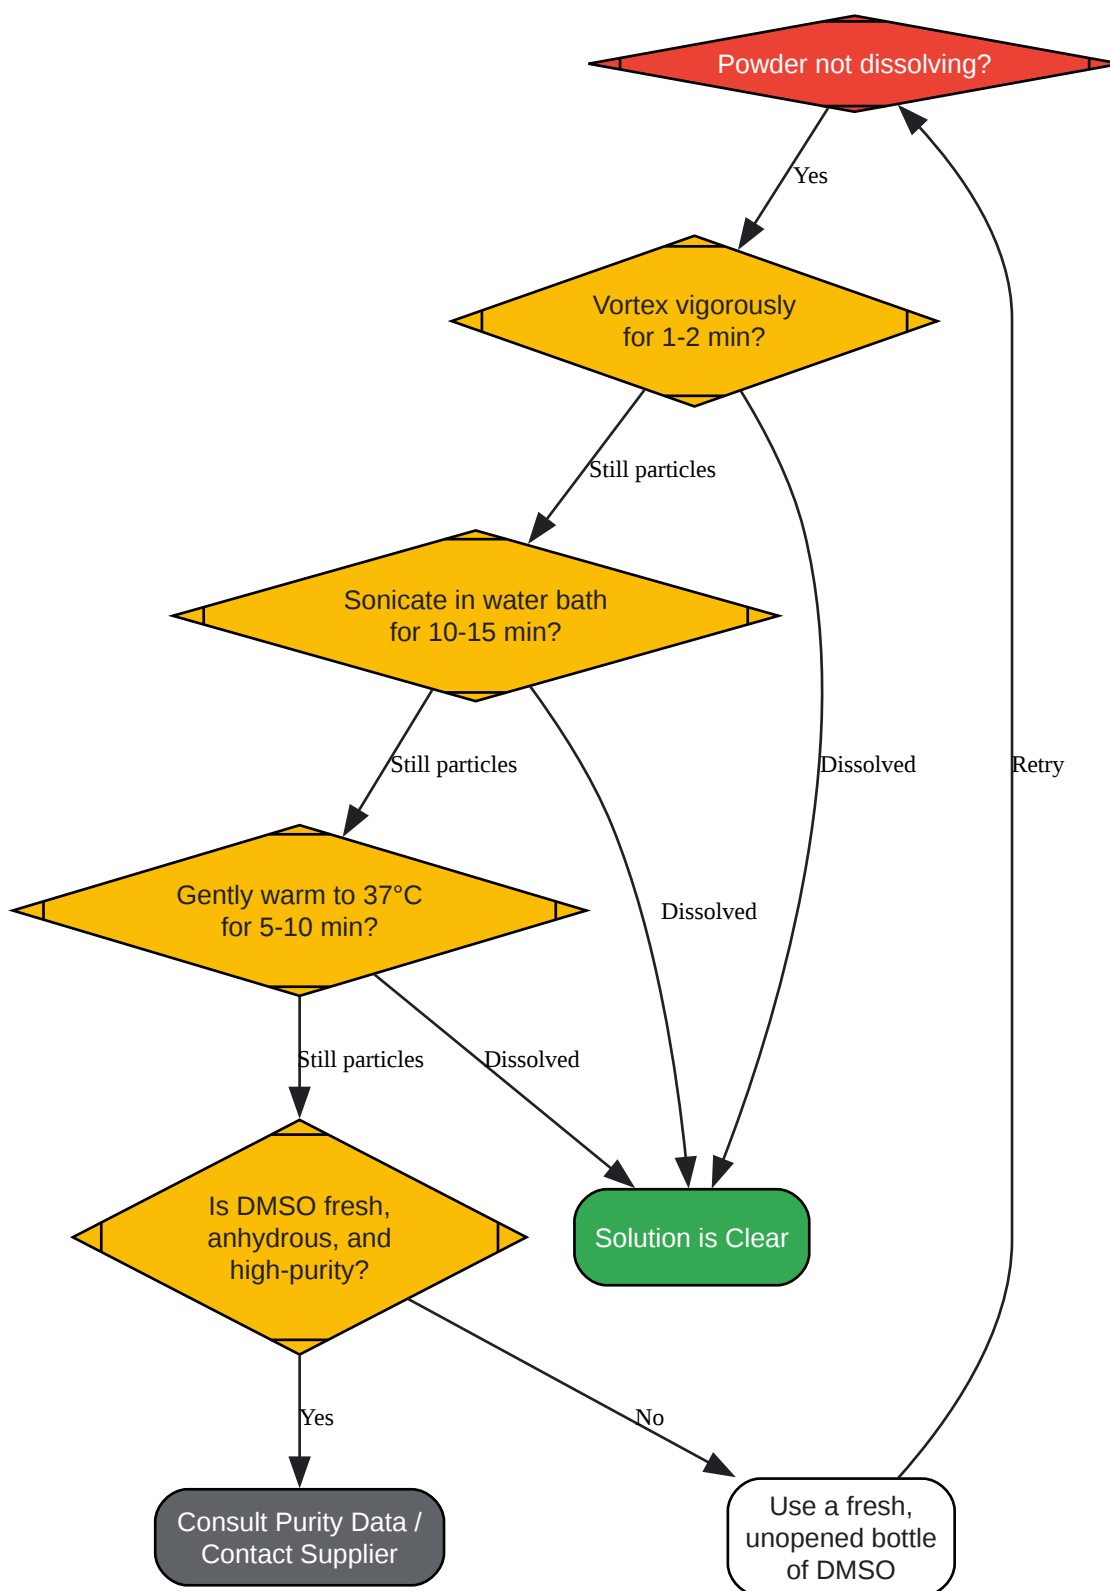 Powder not dissolving?
Yes
Vortex vigorously
for 1-2 min?
Still particles
Sonicate in water bath
for 10-15 min?
Still particles
Dissolved
Retry
Gently warm to 37°C
for 5-10 min?
Dissolved
Still particles
Dissolved
Is DMSO fresh,
anhydrous, and
high-purity?
Solution is Clear
Yes
No
Consult Purity Data /
Contact Supplier
Use a fresh,
unopened bottle
of DMSO